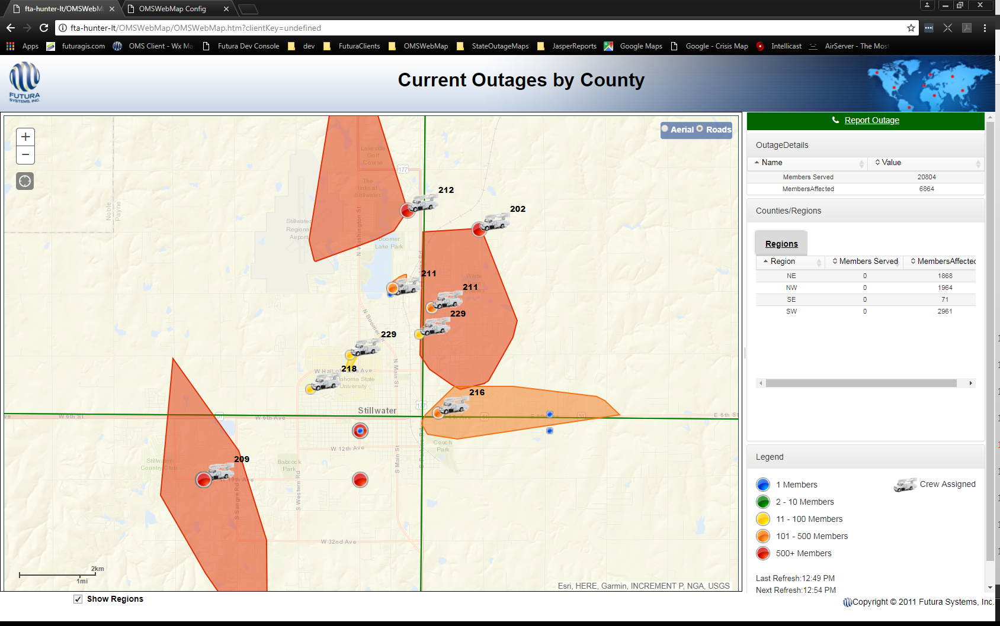 fta-hunter-lt/OMSWebM
OMSWebMap Config
fta-hunter-lt/OMSWebMap/OMSWebMap.htm?clientKey=undefined
Apps
futuragis.com
OMS Client - Wx Ma
Futura Dev Console
dev
FuturaClients
OMSWebMap
StateOutageMaps
JasperReports
Google Maps
Google - Crisis Map
Intellicast
AirServer - The Most
FUTURA
SYSTEMS, INC.
Current Outages by County
+
−
Aerial
Roads
Lakeside
Golf
Course
177
The
links at
Stillwater
212
202
Noble
Payne
Stillwater
Regional
Airport
N Washington St
Boomer
Lake Park
211
White
211
229
N Boomer
229
N Main St
218
W Hall of Fame Ave
Oklahoma State
University
216
177
Stillwater
W 6th St
51
W 6th Ave
51
E 6th Ave
51
E 6th St
W 12th Ave
Couch
Park
S Main St
209
Stillwater
Country Club
Babcock
Park
W 19th Ave
S Sangre Rd
S Western Rd
W 32nd Ave
2km
1mi
Esri, HERE, Garmin, INCREMENT P, NGA, USGS
Show Regions
Report Outage
OutageDetails
Name Value
Members Served 20804
MembersAffected 6864
Counties/Regions
Regions
Region Members Served MembersAffected
NE 0 1868
NW 0 1964
SE 0 71
SW 0 2961
Legend
1 Members
Crew Assigned
2 - 10 Members
11 - 100 Members
101 - 500 Members
500+ Members
Last Refresh:12:49 PM
Next Refresh:12:54 PM
Copyright © 2011 Futura Systems, Inc.